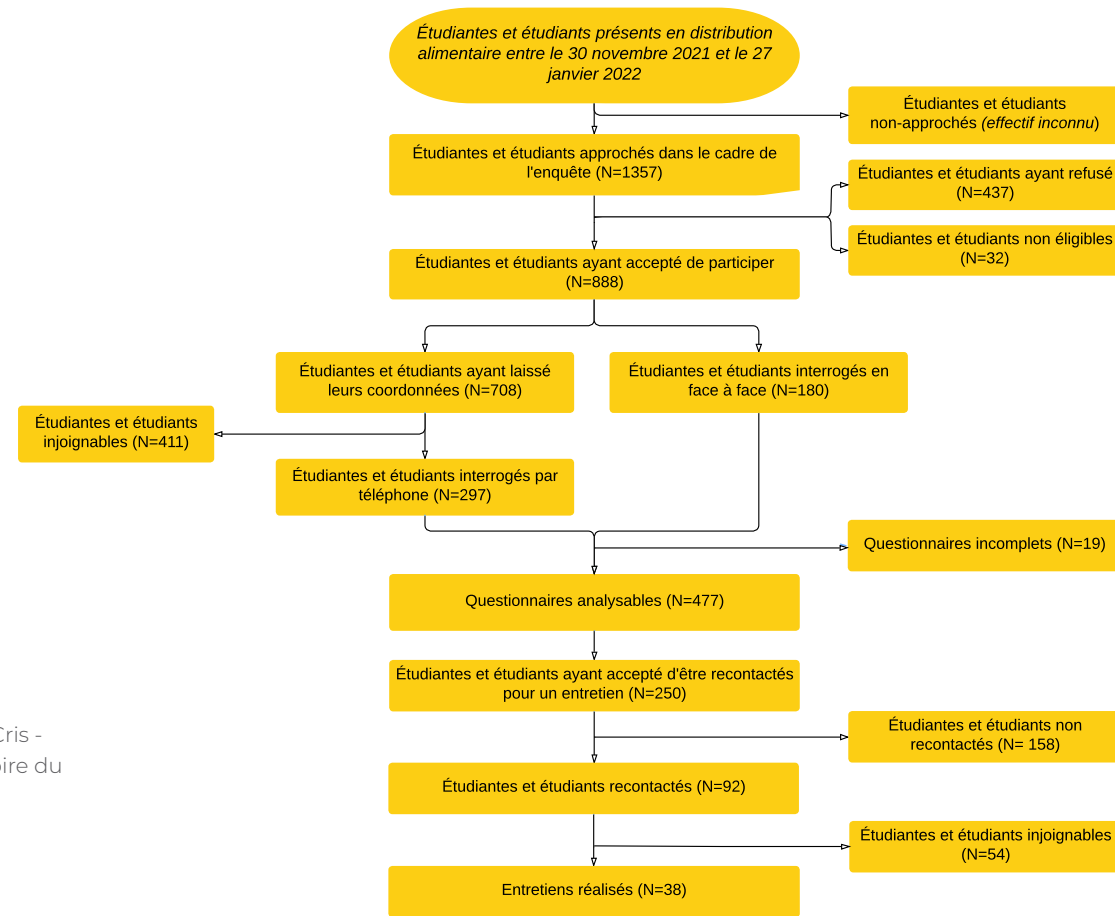 Étudiantes et étudiants présents en distribution
alimentaire entre le 30 novembre 2021 et le 27
janvier 2022
Étudiantes et étudiants
non-approchés (effectif inconnu)
Étudiantes et étudiants approchés dans le cadre de
l'enquête (N=1357)
Étudiantes et étudiants ayant refusé
(N=437)
Étudiantes et étudiants non éligibles
(N=32)
Étudiantes et étudiants ayant accepté de participer
(N=888)
Étudiantes et étudiants ayant laissé
leurs coordonnées (N=708)
Étudiantes et étudiants interrogés en
face à face (N=180)
Étudiantes et étudiants
injoignables (N=411)
Étudiantes et étudiants interrogés par
téléphone (N=297)
Questionnaires incomplets (N=19)
Questionnaires analysables (N=477)
Étudiantes et étudiants ayant accepté d'être recontactés
pour un entretien (N=250)
Étudiantes et étudiants non
recontactés (N= 158)
Étudiantes et étudiants recontactés (N=92)
Étudiantes et étudiants injoignables
(N=54)
Entretiens réalisés (N=38)
Cris -
oire du